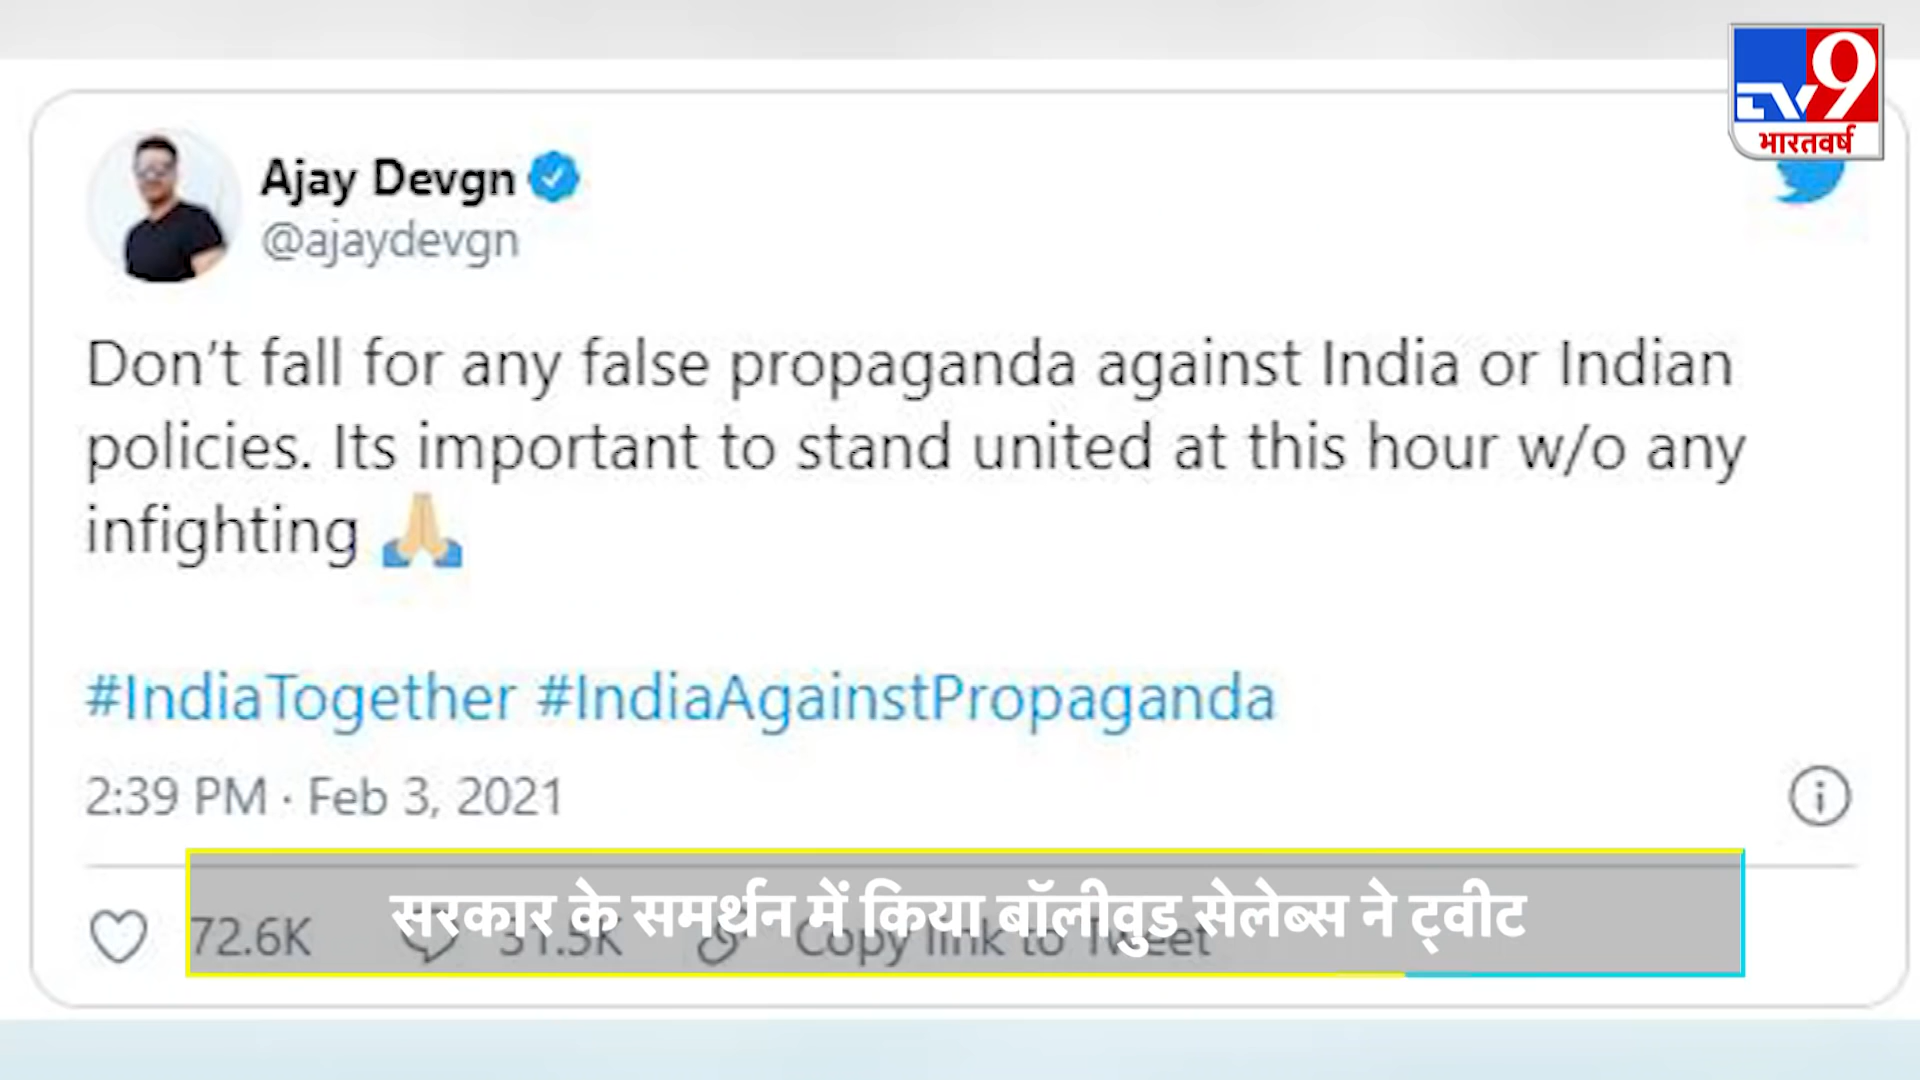 TV9
भारतवर्ष
Ajay Devgn
@ajaydevgn
Don't fall for any false propaganda against India or Indian
policies. Its important to stand united at this hour w/o any
infighting 🙏🏼
#IndiaTogether #IndiaAgainstPropaganda
2:39 PM · Feb 3, 2021
सरकार के समर्थन में किया बॉलीवुड सेलेब्स ने ट्वीट
72.6K 31.5K Copy link to Tweet